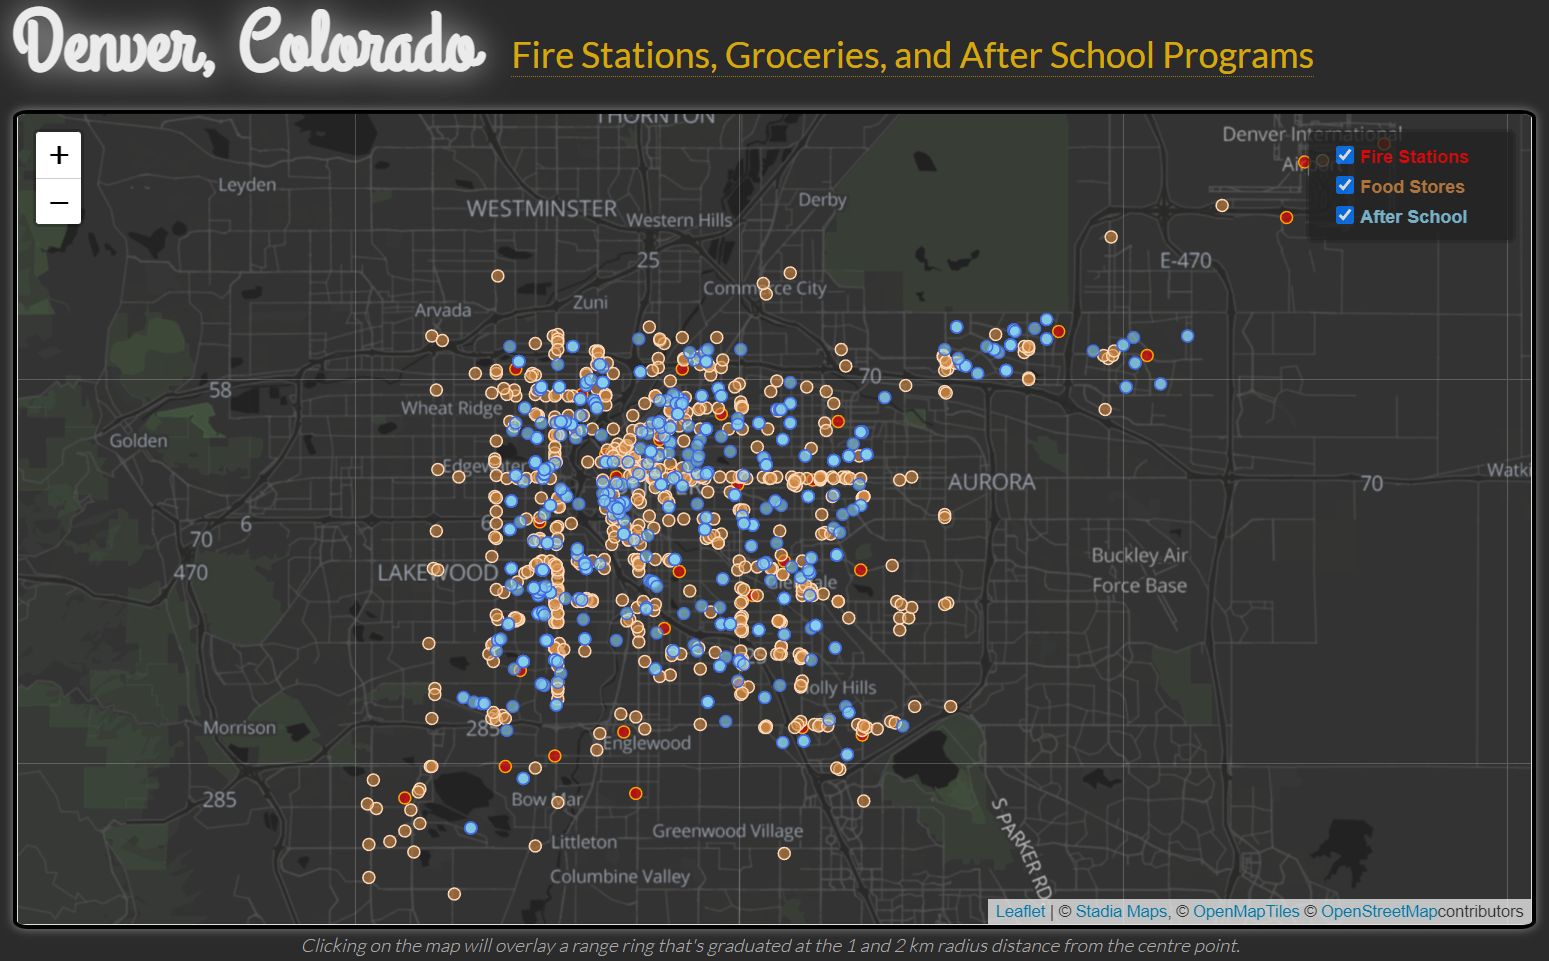 Denver, Colorado
Fire Stations, Groceries, and After School Programs
+
−
THORNTON
Denver International
Airport
Fire Stations
Food Stores
After School
Leyden
WESTMINSTER
Western Hills
Derby
25
E-470
Commerce City
Zuni
Arvada
70
58
Wheat Ridge
Golden
Edgewater
AURORA
70
Watki
6
6
70
470
LAKEWOOD
Buckley Air
Force Base
Glendale
Holly Hills
Morrison
285
Englewood
285
Bow Mar
Littleton
Greenwood Village
Columbine Valley
S PARKER RD
Leaflet | © Stadia Maps, © OpenMapTiles © OpenStreetMapcontributors
Clicking on the map will overlay a range ring that's graduated at the 1 and 2 km radius distance from the centre point.